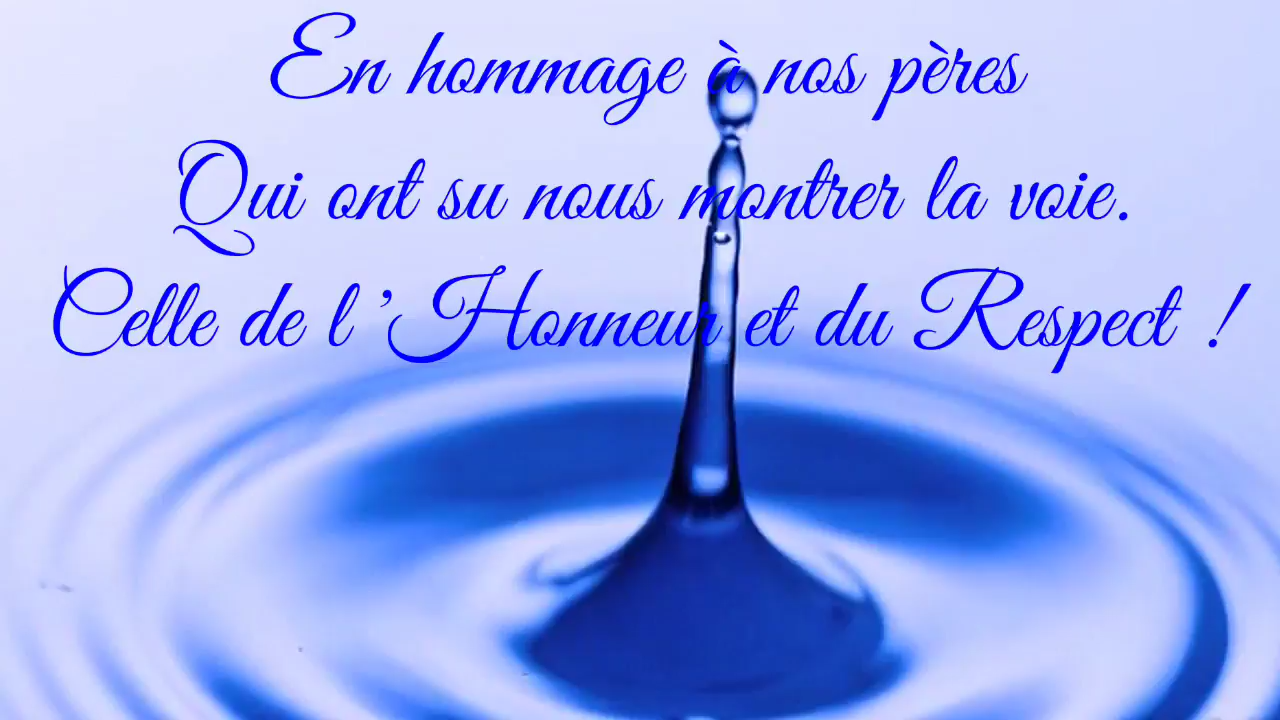 En hommage à nos pères
Qui ont su nous montrer la voie.
Celle de l'Honneur et du Respect !